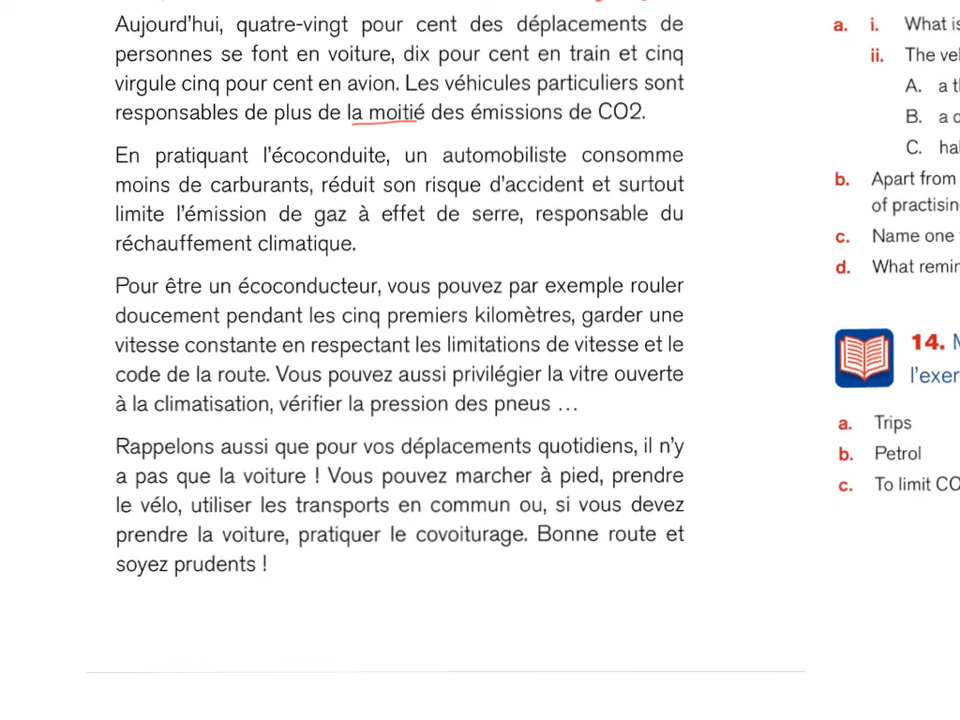 Aujourd'hui, quatre-vingt pour cent des déplacements de
personnes se font en voiture, dix pour cent en train et cinq
virgule cinq pour cent en avion. Les véhicules particuliers sont
responsables de plus de la moitié des émissions de CO2.
En pratiquant l'écoconduite, un automobiliste consomme
moins de carburants, réduit son risque d'accident et surtout
limite l'émission de gaz à effet de serre, responsable du
réchauffement climatique.
Pour être un écoconducteur, vous pouvez par exemple rouler
doucement pendant les cinq premiers kilomètres, garder une
vitesse constante en respectant les limitations de vitesse et le
code de la route. Vous pouvez aussi privilégier la vitre ouverte
à la climatisation, vérifier la pression des pneus ...
Rappelons aussi que pour vos déplacements quotidiens, il n'y
a pas que la voiture ! Vous pouvez marcher à pied, prendre
le vélo, utiliser les transports en commun ou, si vous devez
prendre la voiture, pratiquer le covoiturage. Bonne route et
soyez prudents !
a. i. What is
ii. The
A. a
B. a
C.
b. Apart from
of
c. Name one
d. What
14.
a. Trips
b. Petrol
c. To limit